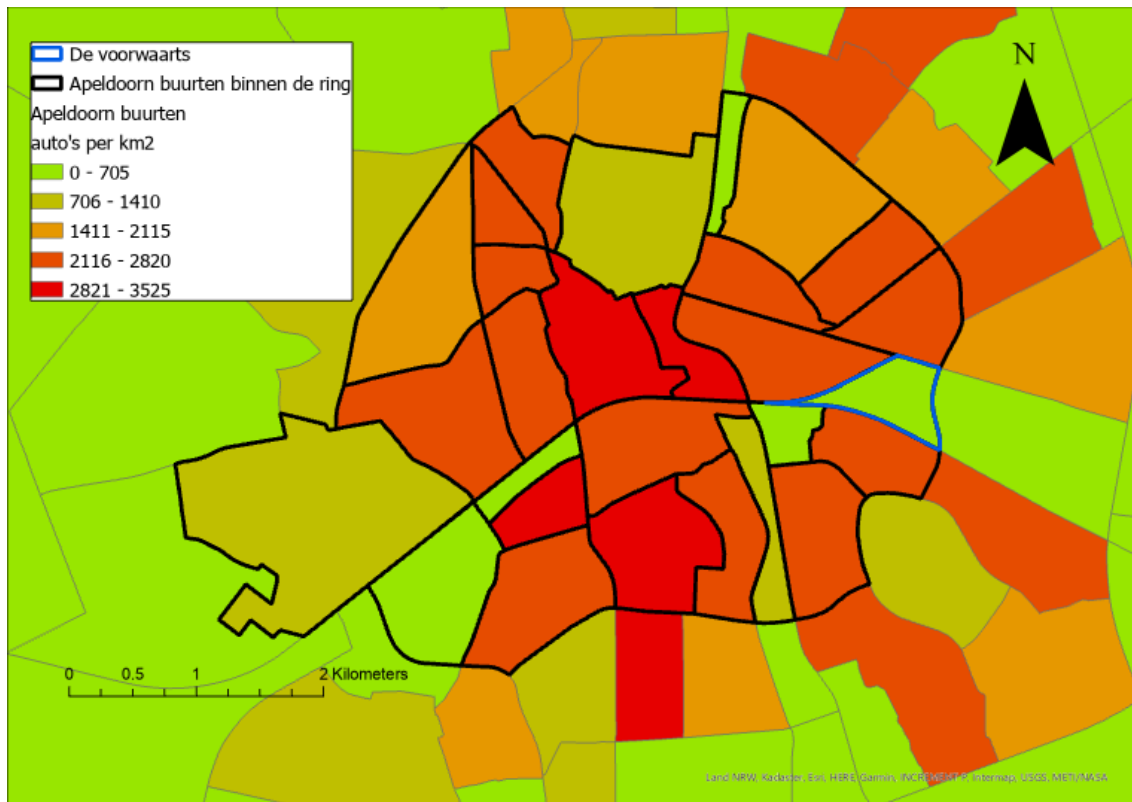 De voorwaarts
Apeldoorn buurten binnen de ring
Apeldoorn buurten
auto's per km2
0 - 705
706 - 1410
1411 - 2115
2116 - 2820
2821 - 3525
N
0 0.5 1 2 Kilometers
Land NRW, Kadaster, Esri, HERE, Garmin, INCREMENT P, Intermap, USGS, METI/NASA